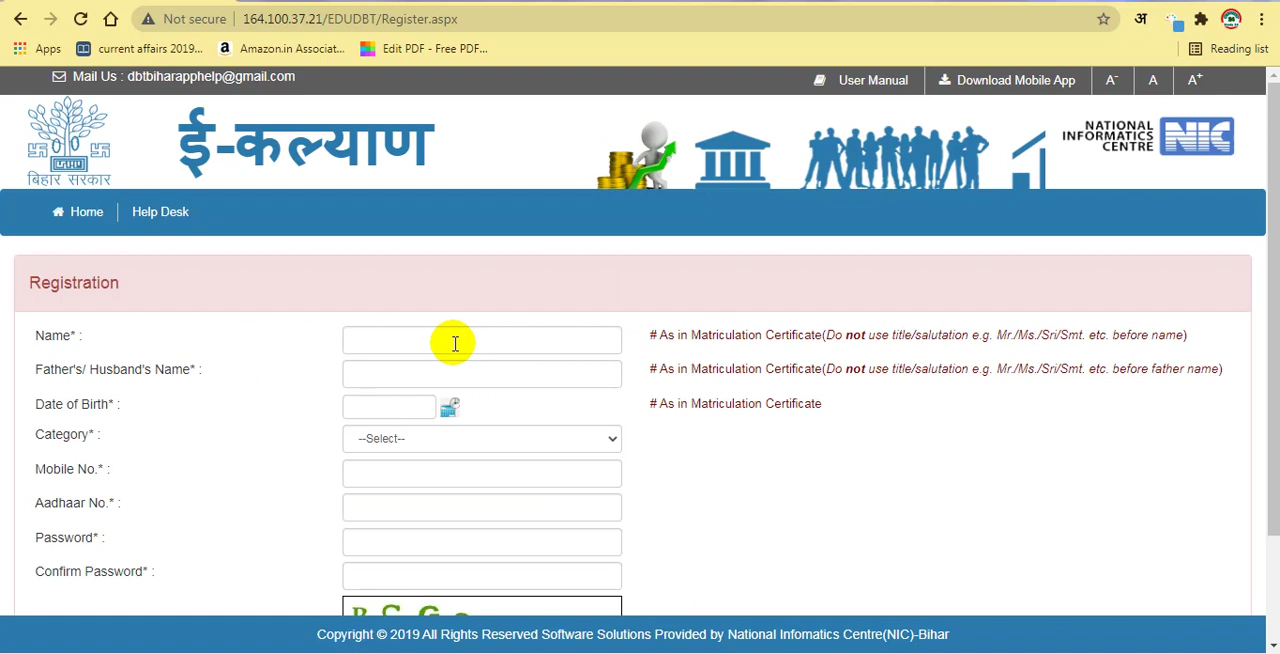 Not secure 164.100.37.21/EDUDBT/Register.aspx अ
Apps current affairs 2019... a Amazon.in Associat... Edit PDF - Free PDF... Reading list
Mail Us : dbtbiharapphelp@gmail.com User Manual Download Mobile App A- A A+
ई-कल्याण
बिहार सरकार
NATIONAL
INFORMATICS
CENTRE
NIC
Home Help Desk
Registration
Name* : # As in Matriculation Certificate(Do not use title/salutation e.g. Mr./Ms./Sri/Smt. etc. before name)
Father's/ Husband's Name* : # As in Matriculation Certificate(Do not use title/salutation e.g. Mr./Ms./Sri/Smt. etc. before father name)
Date of Birth* : # As in Matriculation Certificate
Category* : --Select--
Mobile No.* :
Aadhaar No.* :
Password* :
Confirm Password* :
Copyright © 2019 All Rights Reserved Software Solutions Provided by National Infomatics Centre(NIC)-Bihar